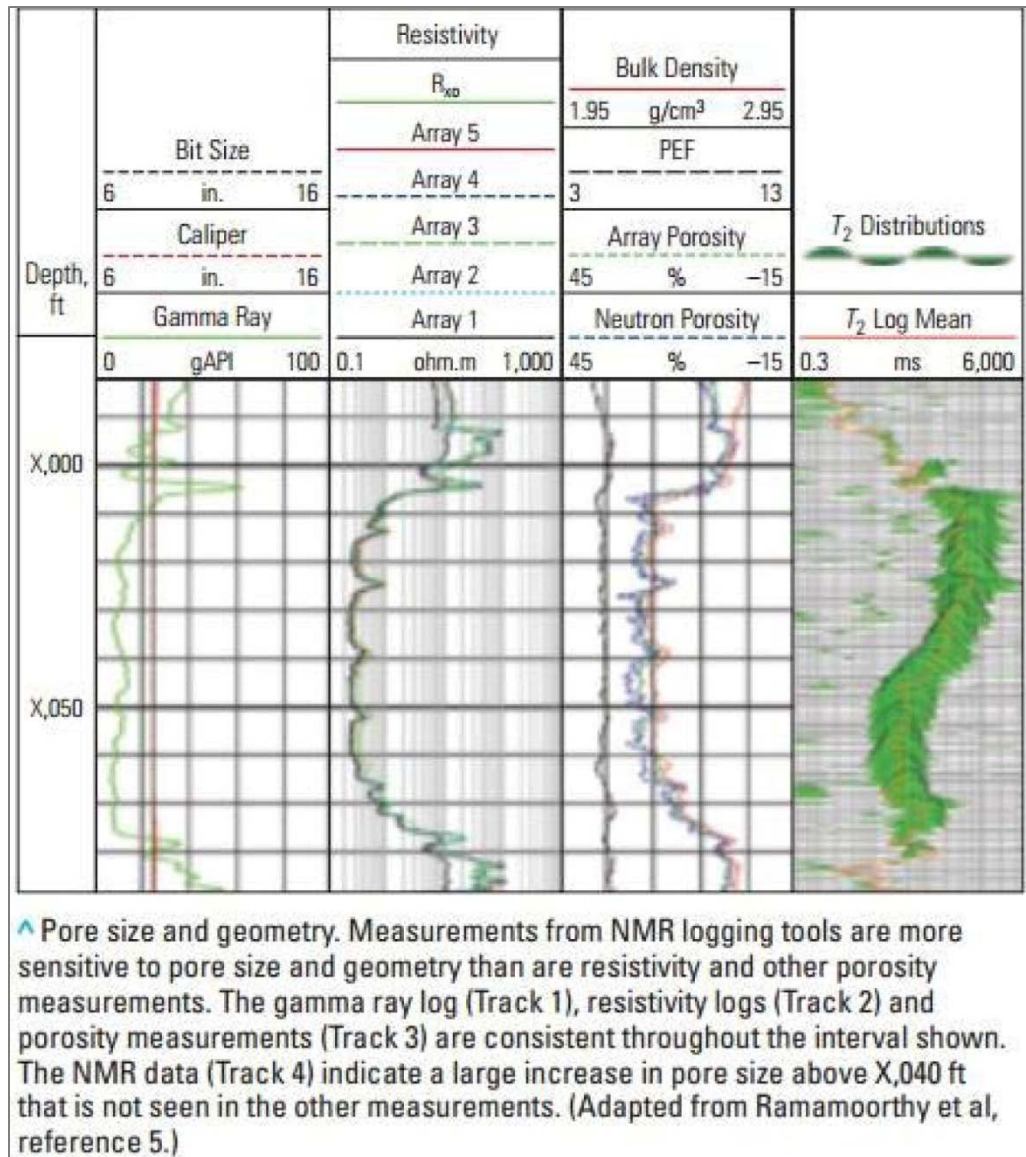 Resistivity
Rxo
Array 5
Array 4
Array 3
Array 2
Array 1
0.1 ohm.m 1,000
Bulk Density
1.95 g/cm³ 2.95
PEF
3 13
Array Porosity
45 % –15
Neutron Porosity
45 % –15
Bit Size
6 in. 16
Caliper
6 in. 16
Gamma Ray
0 gAPI 100
T2 Distributions
T2 Log Mean
0.3 ms 6,000
Depth,
ft
X,000
X,050
^ Pore size and geometry. Measurements from NMR logging tools are more
sensitive to pore size and geometry than are resistivity and other porosity
measurements. The gamma ray log (Track 1), resistivity logs (Track 2) and
porosity measurements (Track 3) are consistent throughout the interval shown.
The NMR data (Track 4) indicate a large increase in pore size above X,040 ft
that is not seen in the other measurements. (Adapted from Ramamoorthy et al,
reference 5.)